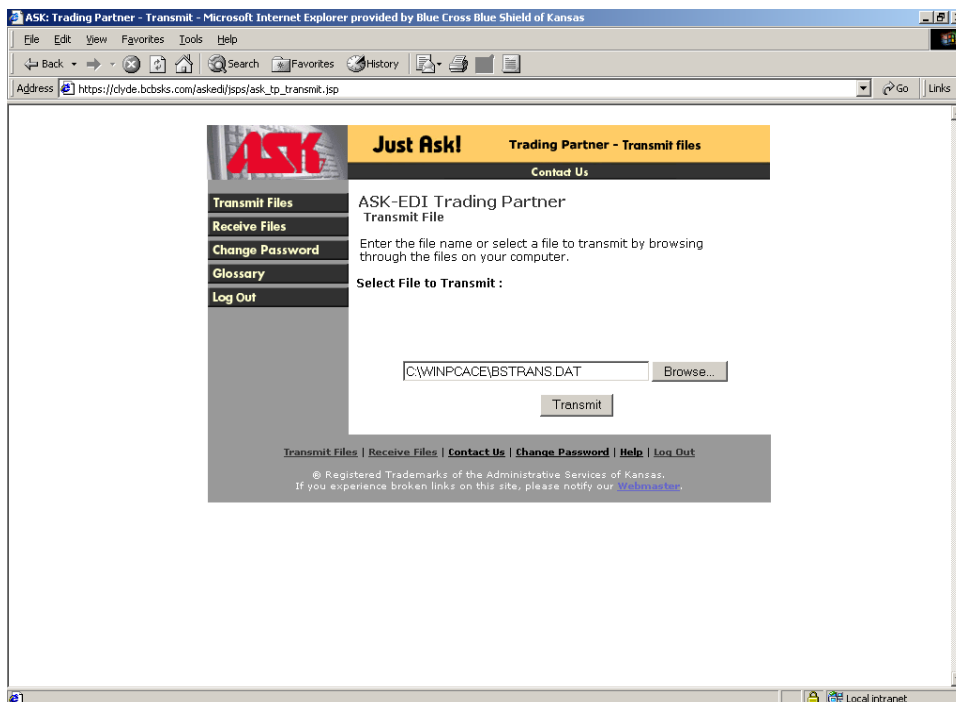 ASK: Trading Partner - Transmit - Microsoft Internet Explorer provided by Blue Cross Blue Shield of Kansas
File Edit View Favorites Tools Help
Back Search Favorites History
Address https://clyde.bcbsks.com/askedi/jsps/ask_tp_transmit.jsp Go Links
ASK
Just Ask! Trading Partner - Transmit files
Contact Us
Transmit Files
Receive Files
Change Password
Glossary
Log Out
ASK-EDI Trading Partner
Transmit File
Enter the file name or select a file to transmit by browsing
through the files on your computer.
Select File to Transmit :
C:\WINPCACE\BSTRANS.DAT Browse...
Transmit
Transmit Files | Receive Files | Contact Us | Change Password | Help | Log Out
® Registered Trademarks of the Administrative Services of Kansas.
If you experience broken links on this site, please notify our Webmaster.
Local intranet